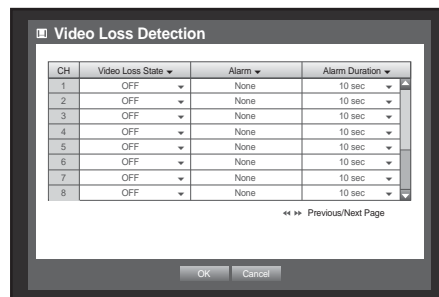 Video Loss Detection
CH Video Loss State Alarm Alarm Duration
1 OFF None 10 sec
2 OFF None 10 sec
3 OFF None 10 sec
4 OFF None 10 sec
5 OFF None 10 sec
6 OFF None 10 sec
7 OFF None 10 sec
8 OFF None 10 sec
Previous/Next Page
OK Cancel